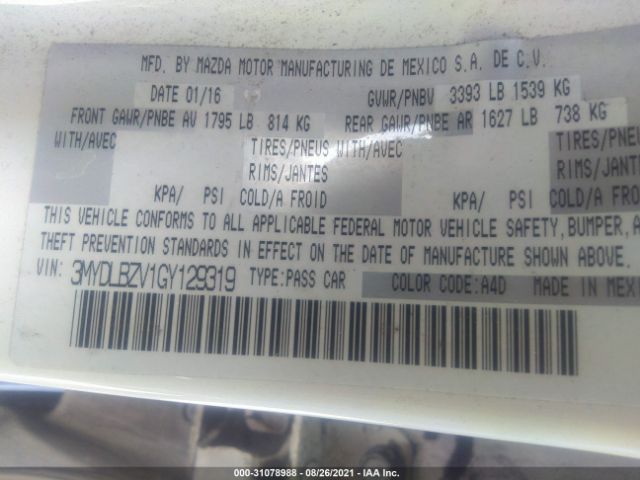 MFD. BY MAZDA MOTOR MANUFACTURING DE MEXICO S.A. DE C.V.
DATE 01/16 GVWR/PNBV 3393 LB 1539 KG
FRONT GAWR/PNBE AV 1795 LB 814 KG REAR GAWR/PNBE AR 1627 LB 738 KG
WITH/AVEC TIRES/PNEUS WITH/AVEC TIRES/PNEU
RIMS/JANTES RIMS/JANTES
KPA/ PSI COLD/A FROID KPA/ PSI COLD/A FROID
THIS VEHICLE CONFORMS TO ALL APPLICABLE FEDERAL MOTOR VEHICLE SAFETY, BUMPER, A
THEFT PREVENTION STANDARDS IN EFFECT ON THE DATE OF MANUFACTURE SHOWN ABOVE.
VIN: 3MYDLBZV1GY129319 TYPE:PASS CAR COLOR CODE:A4D MADE IN MEXI
000-31078988 - 08/26/2021 - IAA Inc.